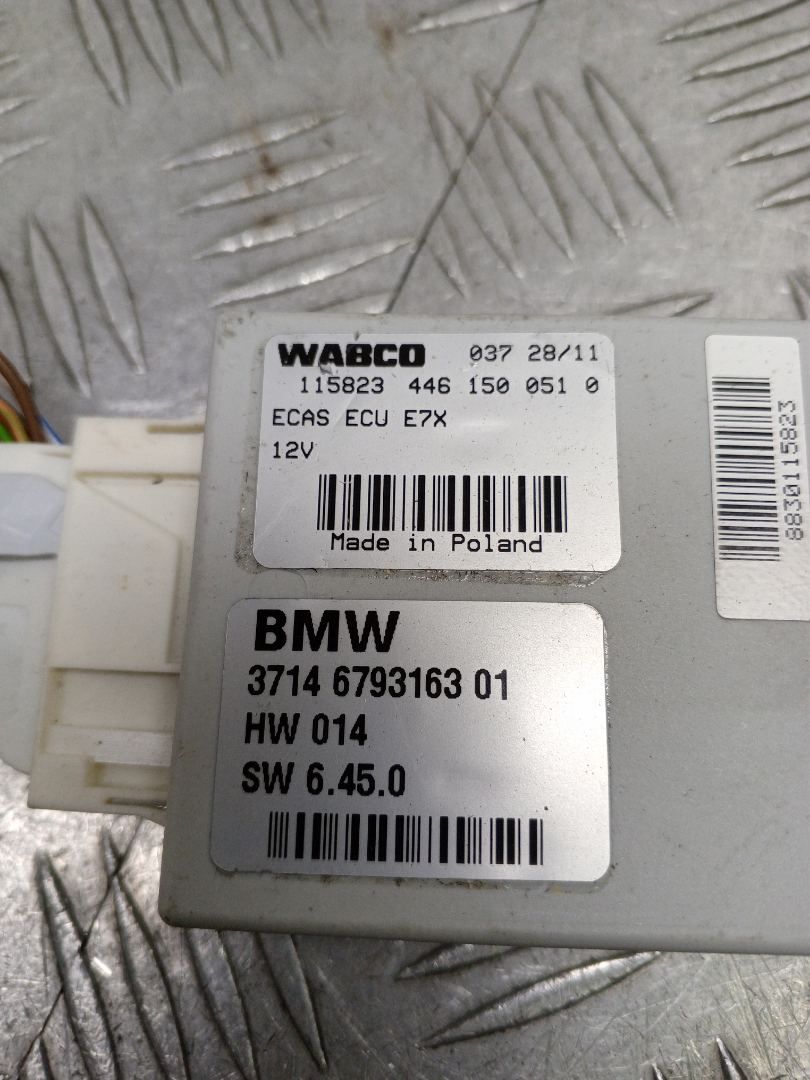 WABCO 037 28/11
115823 446 150 051 0
ECAS ECU E7X
12V
Made in Poland
BMW
3714 6793163 01
HW 014
SW 6.45.0
8830115823